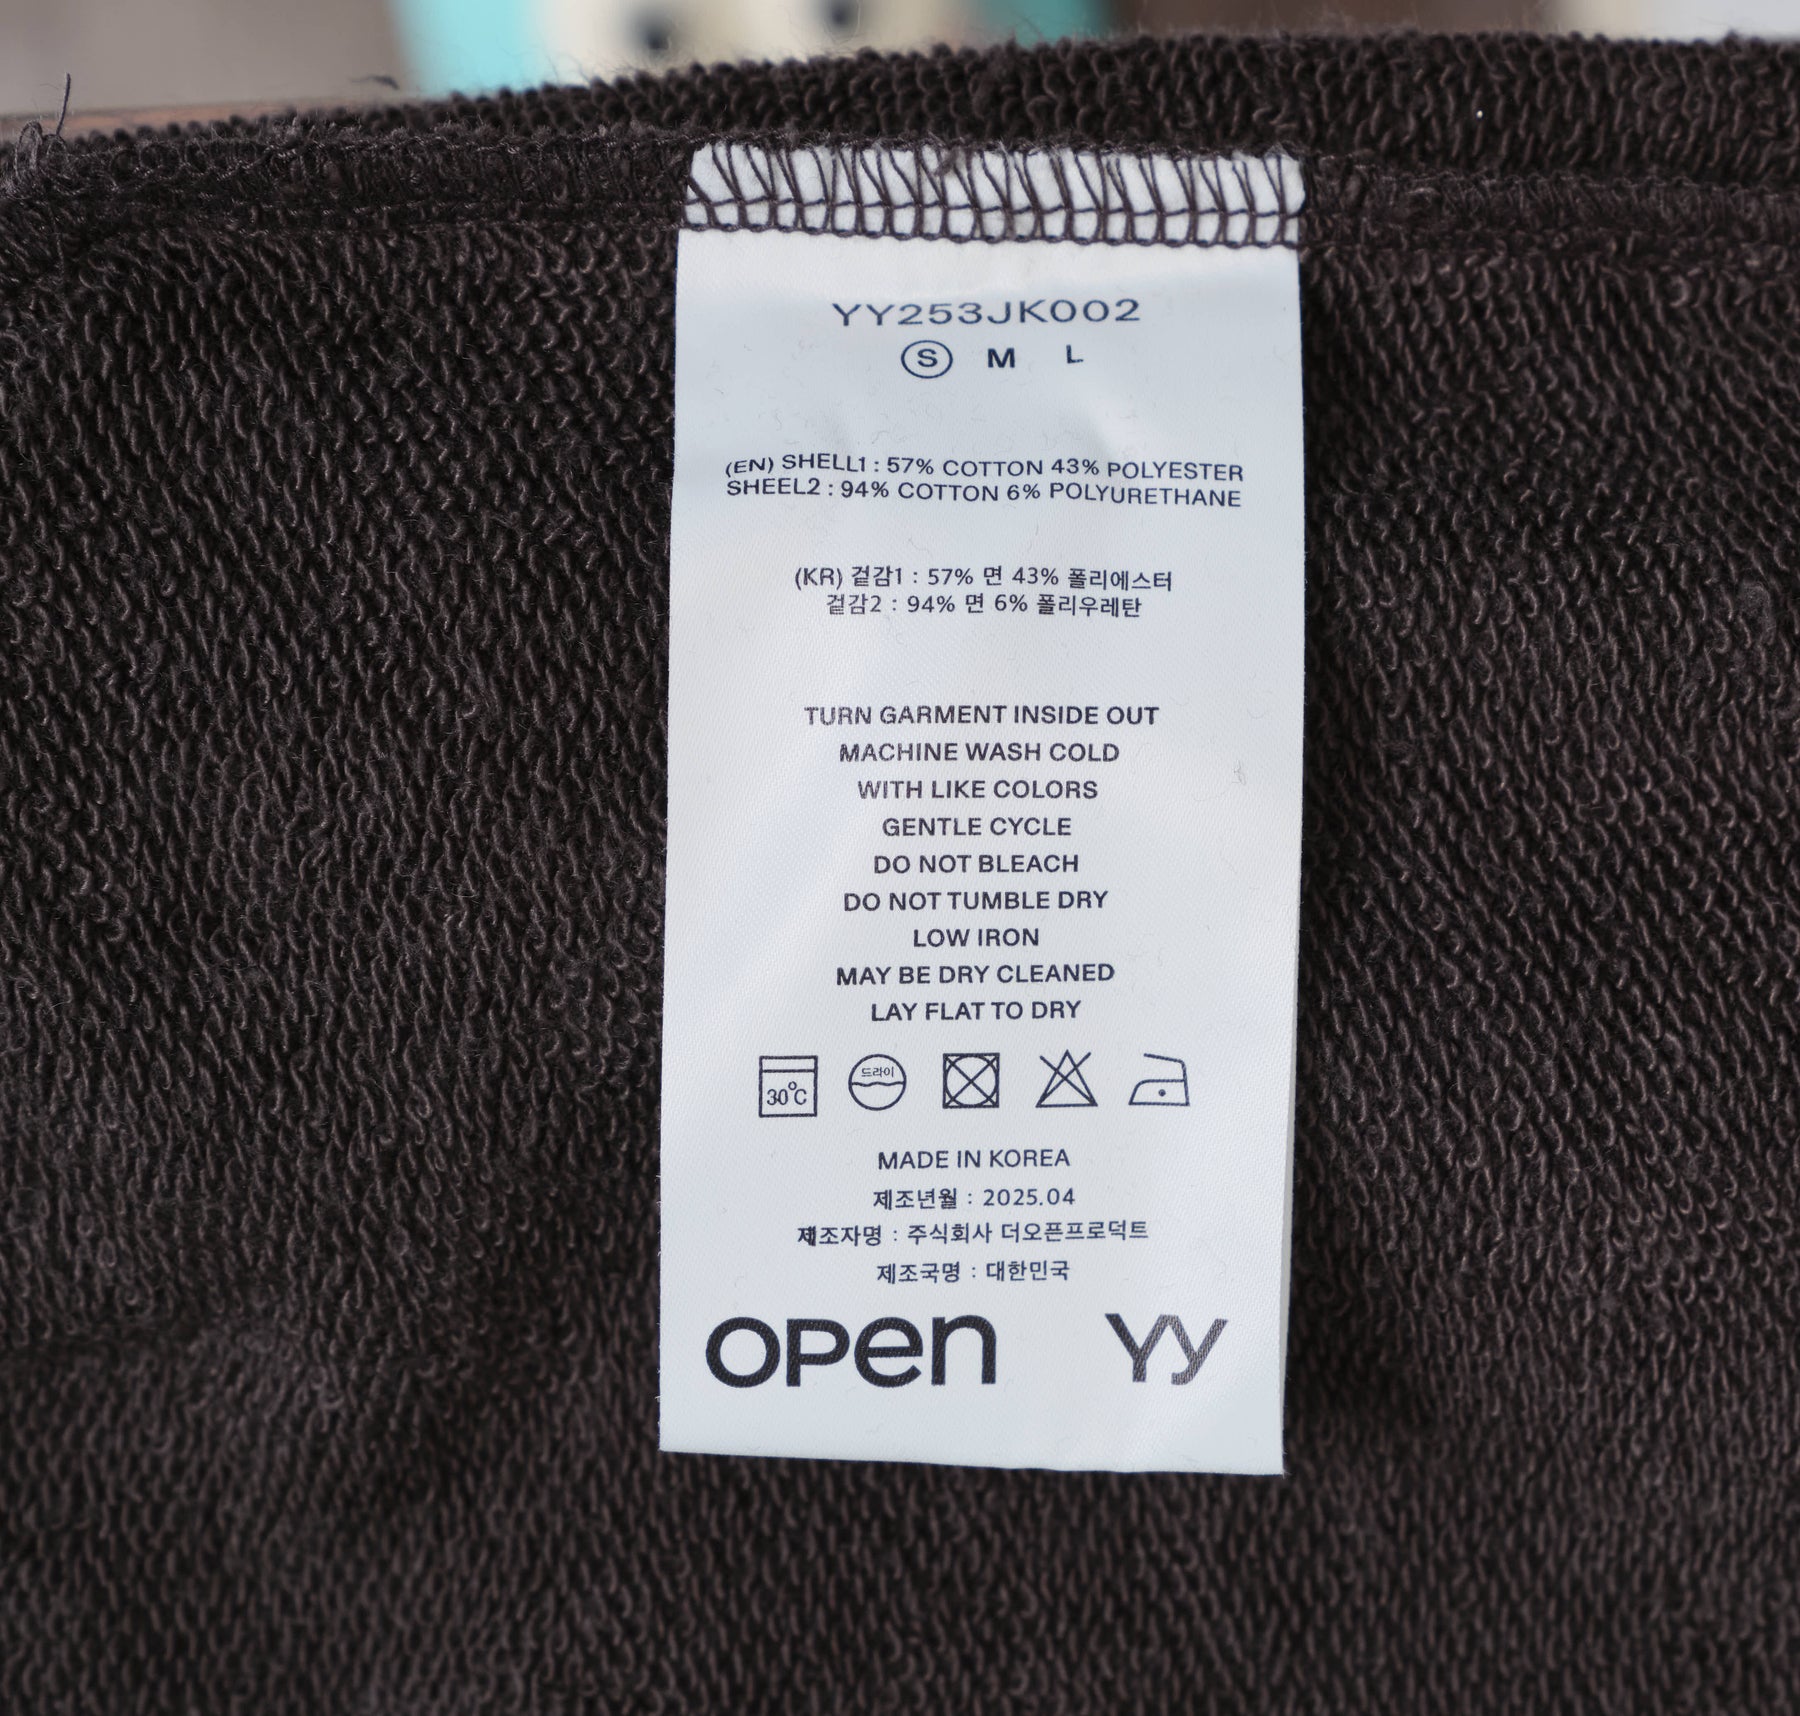 YY253JK002
S M L
(EN) SHELL1 : 57% COTTON 43% POLYESTER
SHEEL2 : 94% COTTON 6% POLYURETHANE
(KR) 겉감1 : 57% 면 43% 폴리에스터
겉감2 : 94% 면 6% 폴리우레탄
TURN GARMENT INSIDE OUT
MACHINE WASH COLD
WITH LIKE COLORS
GENTLE CYCLE
DO NOT BLEACH
DO NOT TUMBLE DRY
LOW IRON
MAY BE DRY CLEANED
LAY FLAT TO DRY
30°C 드라이
MADE IN KOREA
제조년월 : 2025.04
제조자명 : 주식회사 더오픈프로덕트
제조국명 : 대한민국
OPEN YY